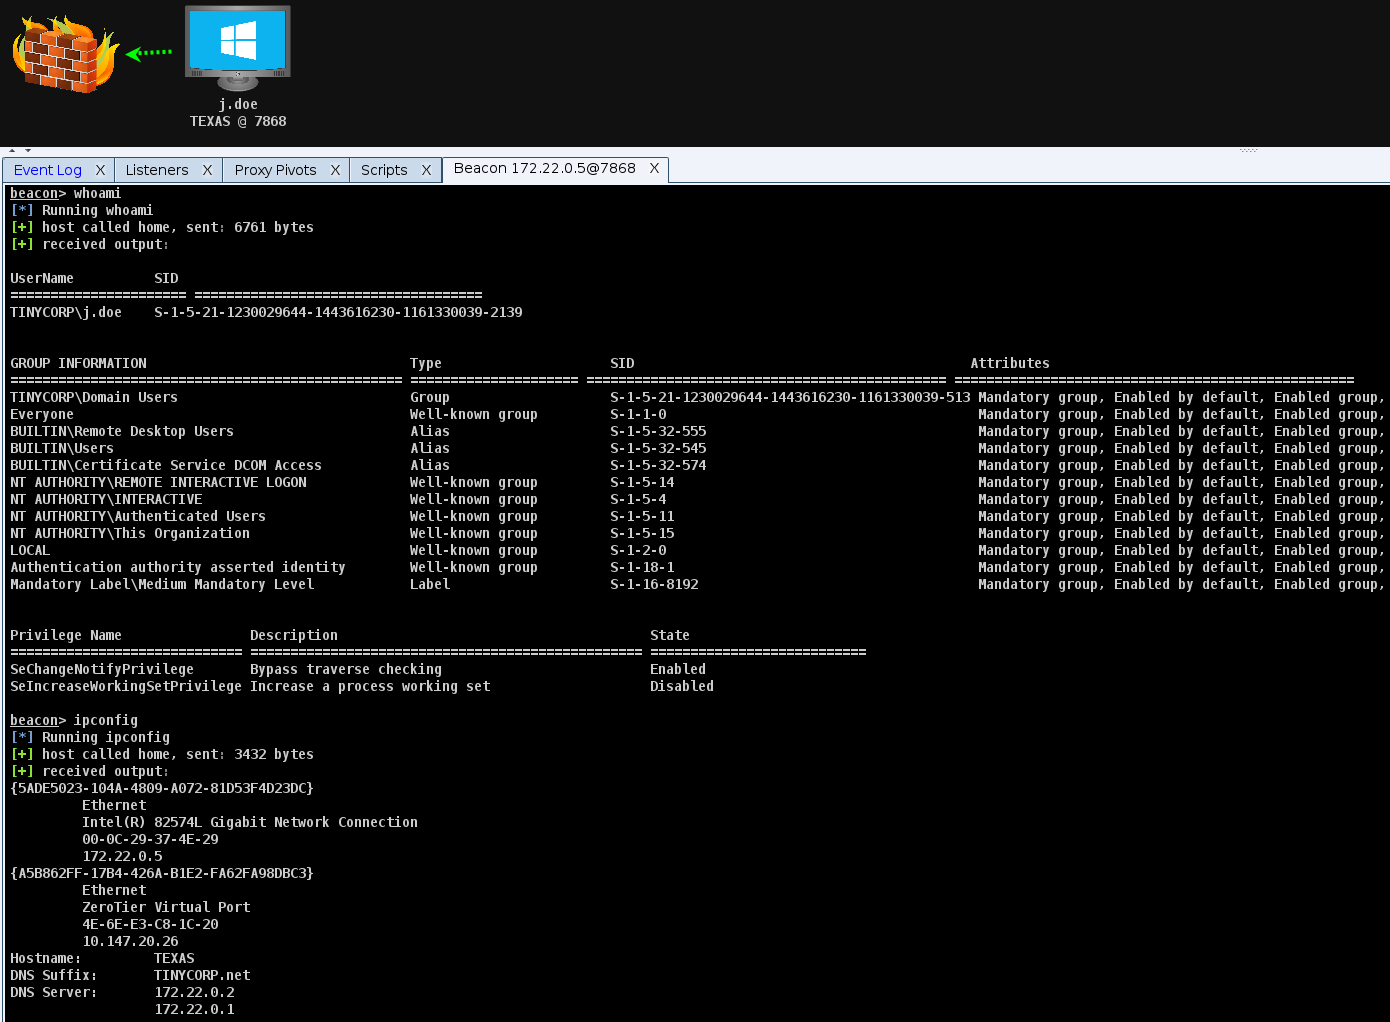 j.doe
TEXAS @ 7868
Event Log X Listeners X Proxy Pivots X Scripts X Beacon 172.22.0.5@7868 X
beacon> whoami
[*] Running whoami
[+] host called home, sent: 6761 bytes
[+] received output:
UserName SID
====================== ====================================
TINYCORP\j.doe S-1-5-21-1230029644-1443616230-1161330039-2139
GROUP INFORMATION Type SID Attributes
================================================= ===================== ============================================= ==================================================
TINYCORP\Domain Users Group S-1-5-21-1230029644-1443616230-1161330039-513 Mandatory group, Enabled by default, Enabled group,
Everyone Well-known group S-1-1-0 Mandatory group, Enabled by default, Enabled group,
BUILTIN\Remote Desktop Users Alias S-1-5-32-555 Mandatory group, Enabled by default, Enabled group,
BUILTIN\Users Alias S-1-5-32-545 Mandatory group, Enabled by default, Enabled group,
BUILTIN\Certificate Service DCOM Access Alias S-1-5-32-574 Mandatory group, Enabled by default, Enabled group,
NT AUTHORITY\REMOTE INTERACTIVE LOGON Well-known group S-1-5-14 Mandatory group, Enabled by default, Enabled group,
NT AUTHORITY\INTERACTIVE Well-known group S-1-5-4 Mandatory group, Enabled by default, Enabled group,
NT AUTHORITY\Authenticated Users Well-known group S-1-5-11 Mandatory group, Enabled by default, Enabled group,
NT AUTHORITY\This Organization Well-known group S-1-5-15 Mandatory group, Enabled by default, Enabled group,
LOCAL Well-known group S-1-2-0 Mandatory group, Enabled by default, Enabled group,
Authentication authority asserted identity Well-known group S-1-18-1 Mandatory group, Enabled by default, Enabled group,
Mandatory Label\Medium Mandatory Level Label S-1-16-8192 Mandatory group, Enabled by default, Enabled group,
Privilege Name Description State
============================= ================================================= ===========================
SeChangeNotifyPrivilege Bypass traverse checking Enabled
SeIncreaseWorkingSetPrivilege Increase a process working set Disabled
beacon> ipconfig
[*] Running ipconfig
[+] host called home, sent: 3432 bytes
[+] received output:
{5ADE5023-104A-4809-A072-81D53F4D23DC}
Ethernet
Intel(R) 82574L Gigabit Network Connection
00-0C-29-37-4E-29
172.22.0.5
{A5B862FF-17B4-426A-B1E2-FA62FA98DBC3}
Ethernet
ZeroTier Virtual Port
4E-6E-E3-C8-1C-20
10.147.20.26
Hostname: TEXAS
DNS Suffix: TINYCORP.net
DNS Server: 172.22.0.2
172.22.0.1